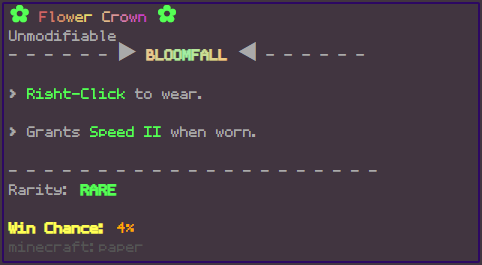 ✿ Flower Crown ✿
Unmodifiable
- - - - - - ▶ BLOOMFALL ◀ - - - - - -
> Right-Click to wear.
> Grants Speed II when worn.
- - - - - - - - - - - - - - - - - - - - - -
Rarity: RARE
Win Chance: 4%
minecraft:paper